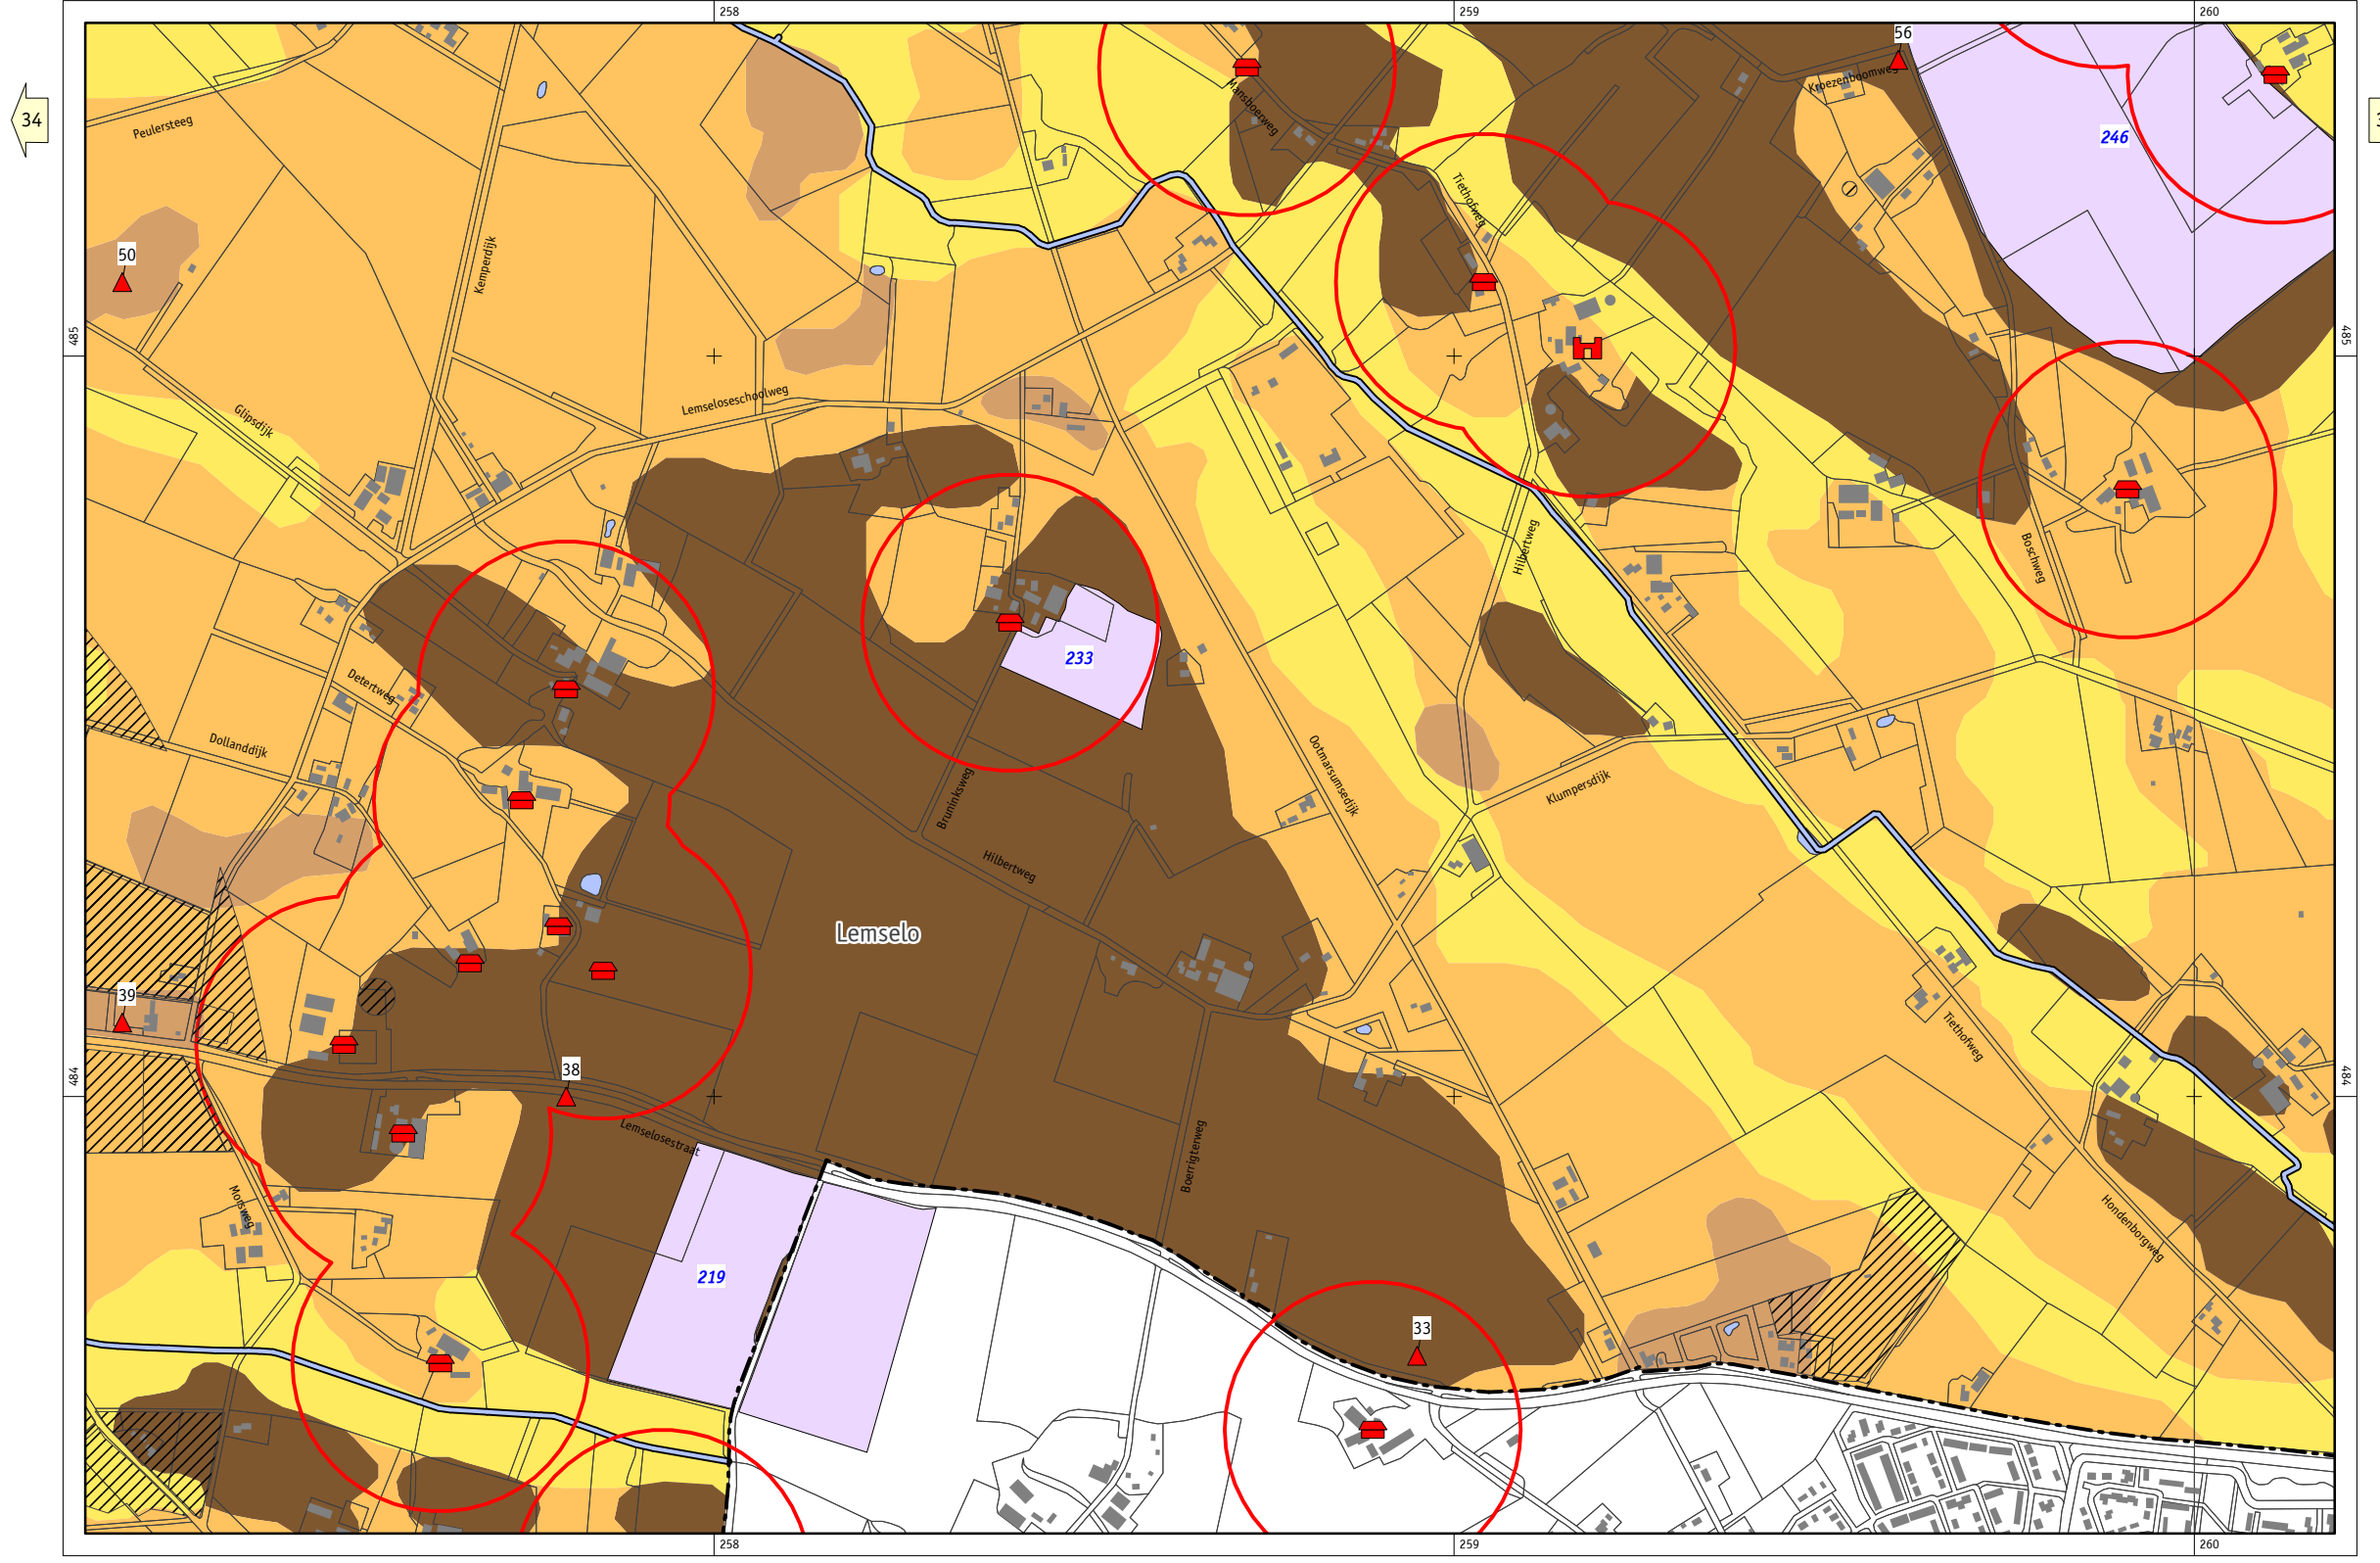 258
259
260
56
Kroezenboomweg
34
246
Hansboerweg
Peulersteeg
Tiethofweg
50
Kemperdijk
485
485
Lemseloseschoolweg
Glipsdijk
Hilbertweg
Boschweg
233
Detertweg
Dollanddijk
Ootmarsumsedijk
Bruninksweg
Klumpersdijk
Hilbertweg
Lemselo
39
Tiethofweg
38
484
484
Lemselosestraat
Boerrigterweg
Morsweg
Hondenborgweg
219
33
258
259
260